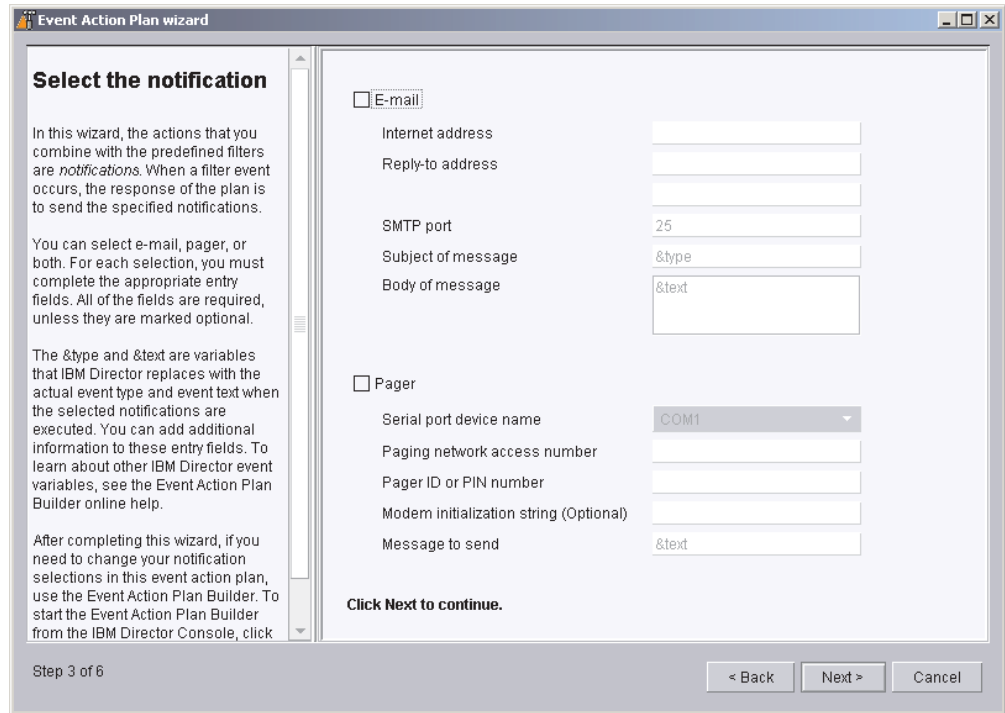 Event Action Plan wizard
Select the notification
In this wizard, the actions that you
combine with the predefined filters
are notifications. When a filter event
occurs, the response of the plan is
to send the specified notifications.
You can select e-mail, pager, or
both. For each selection, you must
complete the appropriate entry
fields. All of the fields are required,
unless they are marked optional.
The &type and &text are variables
that IBM Director replaces with the
actual event type and event text when
the selected notifications are
executed. You can add additional
information to these entry fields. To
learn about other IBM Director event
variables, see the Event Action Plan
Builder online help.
After completing this wizard, if you
need to change your notification
selections in this event action plan,
use the Event Action Plan Builder. To
start the Event Action Plan Builder
from the IBM Director Console, click
E-mail
Internet address
Reply-to address
SMTP port 25
Subject of message &type
Body of message &text
Pager
Serial port device name COM1
Paging network access number
Pager ID or PIN number
Modem initialization string (Optional)
Message to send &text
Click Next to continue.
Step 3 of 6
< Back Next > Cancel